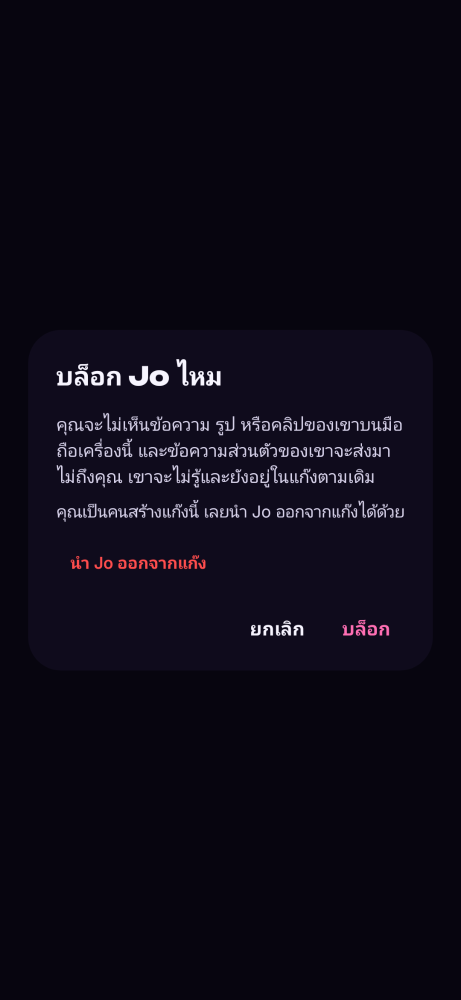 บล็อก Jo ไหม
คุณจะไม่เห็นข้อความ รูป หรือคลิปของเขาบนมือ
ถือเครื่องนี้ และข้อความส่วนตัวของเขาจะส่งมา
ไม่ถึงคุณ เขาจะไม่รู้และยังอยู่ในแก๊งตามเดิม
คุณเป็นคนสร้างแก๊งนี้ เลยนำ Jo ออกจากแก๊งได้ด้วย
นำ Jo ออกจากแก๊ง
ยกเลิก บล็อก